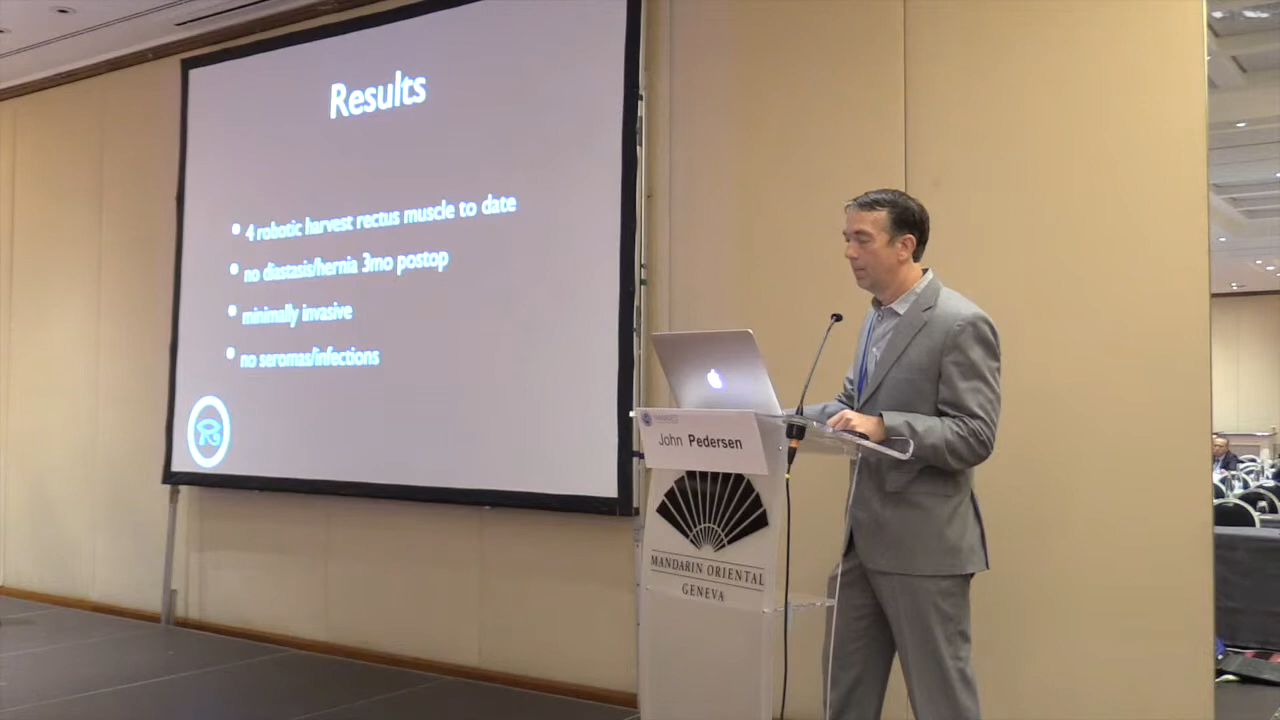 Results
• 4 robotic harvest rectus muscle to date
• no diastasis/hernia 3mo postop
• minimally invasive
• no seromas/infections
John Pedersen
MANDARIN ORIENTAL
GENEVA